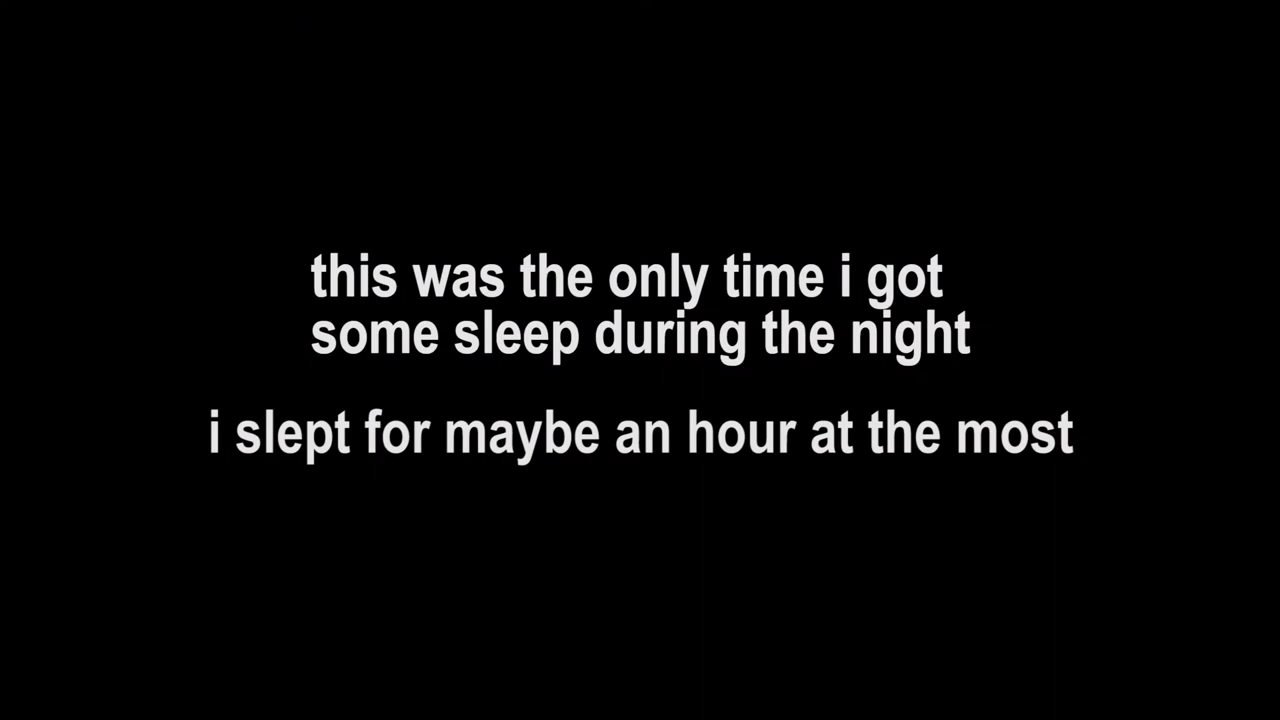 this was the only time i got
some sleep during the night
i slept for maybe an hour at the most